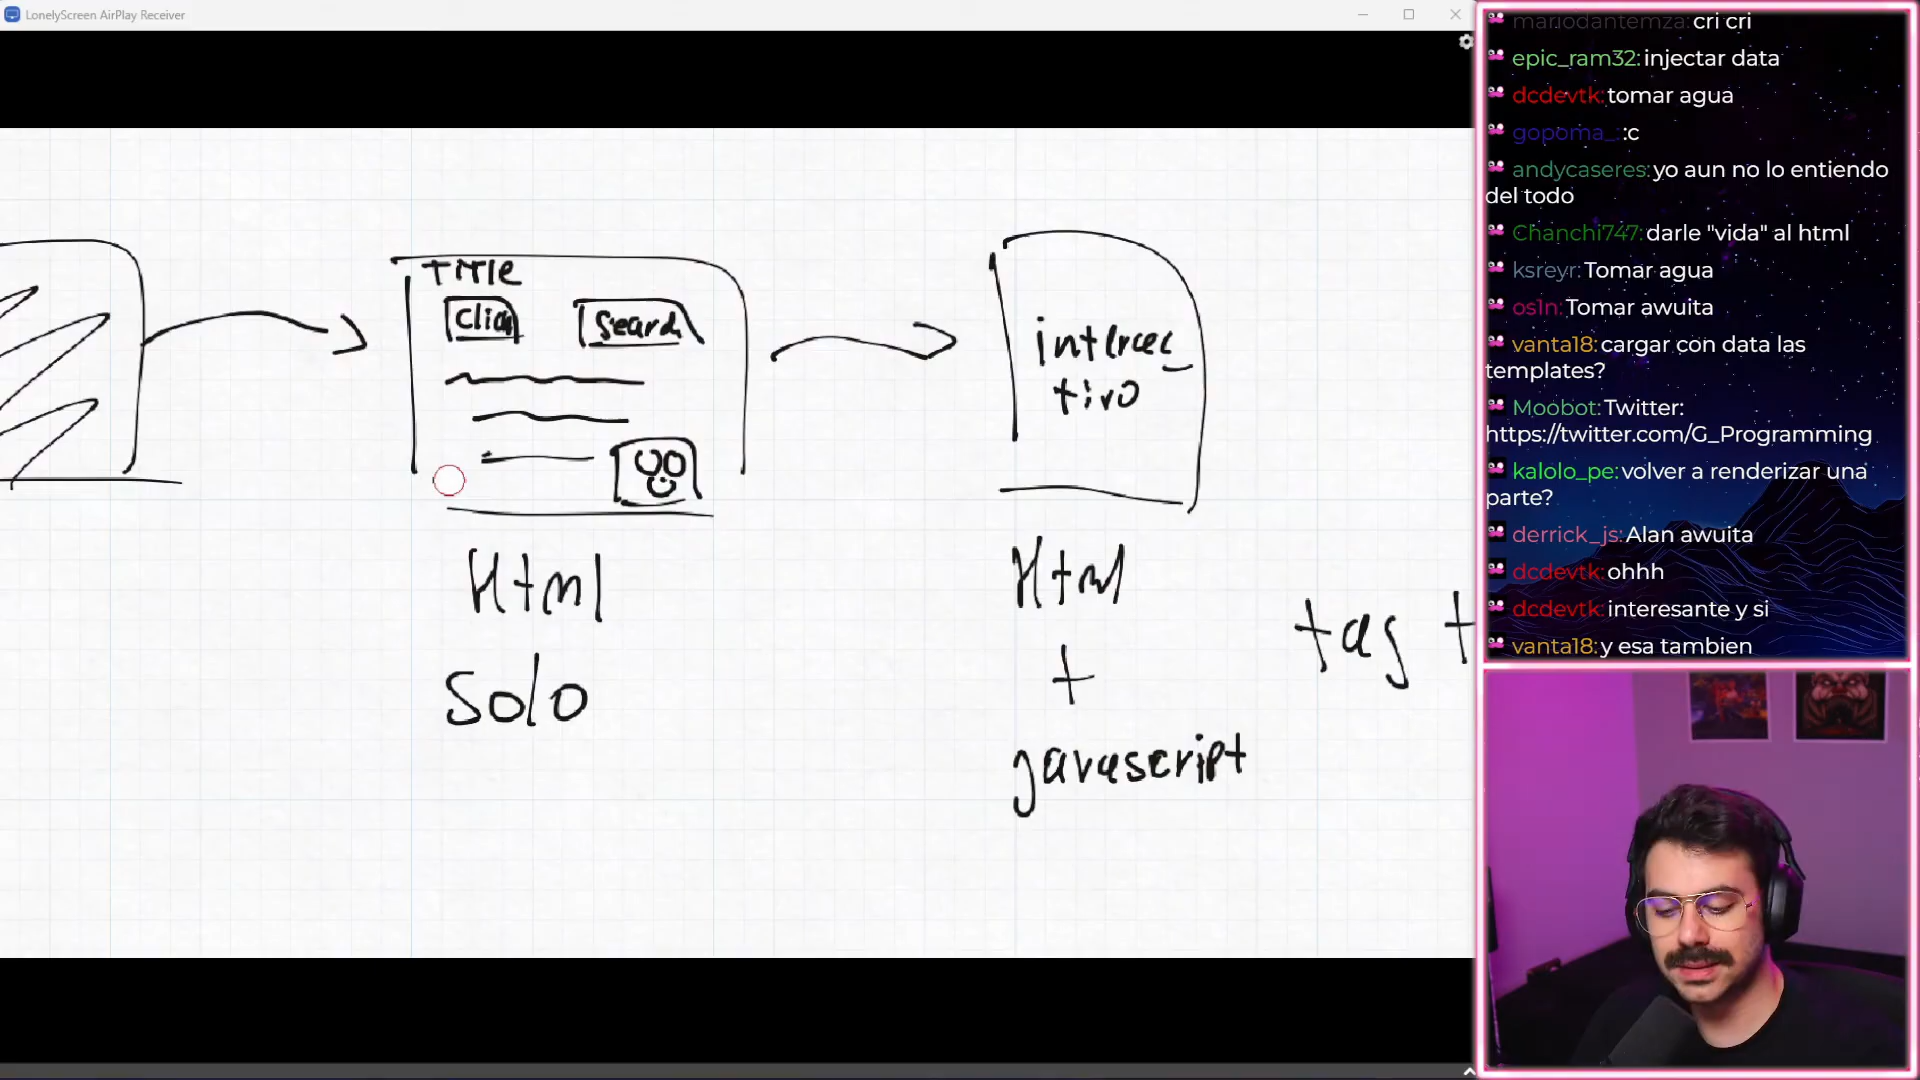 LonelyScreen AirPlay Receiver
TITLE
Click
Search
interac
tivo
Html
Solo
Html
+
javascript
tag t
mariodantemza: cri cri
epic_ram32: injectar data
dcdevtk: tomar agua
gopoma_: :c
andycaseres: yo aun no lo entiendo
del todo
Chanchi747: darle "vida" al html
ksreyr: Tomar agua
os1n: Tomar awuita
vanta18: cargar con data las
templates?
Moobot: Twitter:
https://twitter.com/G_Programming
kalolo_pe: volver a renderizar una
parte?
derrick_js: Alan awuita
dcdevtk: ohhh
dcdevtk: interesante y si
vanta18: y esa tambien